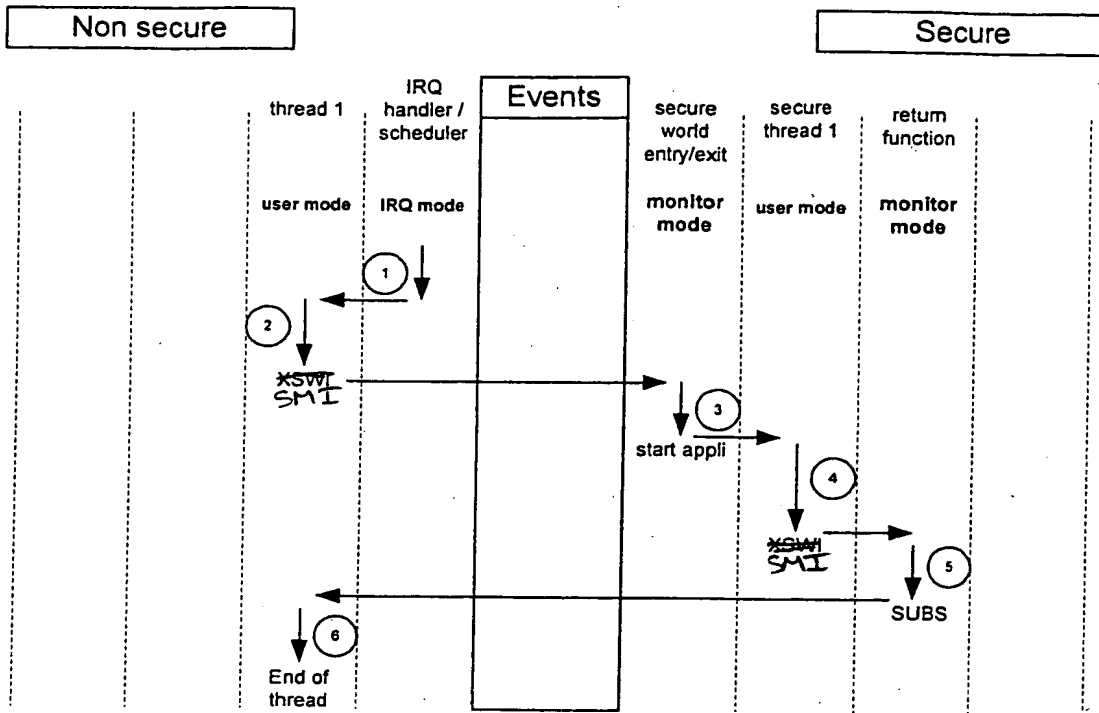 Non secure
Secure
thread 1
IRQ
handler /
scheduler
Events
secure
world
entry/exit
secure
thread 1
return
function
user mode
IRQ mode
monitor
mode
user mode
monitor
mode
1
2
XSWI
SMI
3
start appli
4
XSWI
SMI
5
SUBS
6
End of
thread